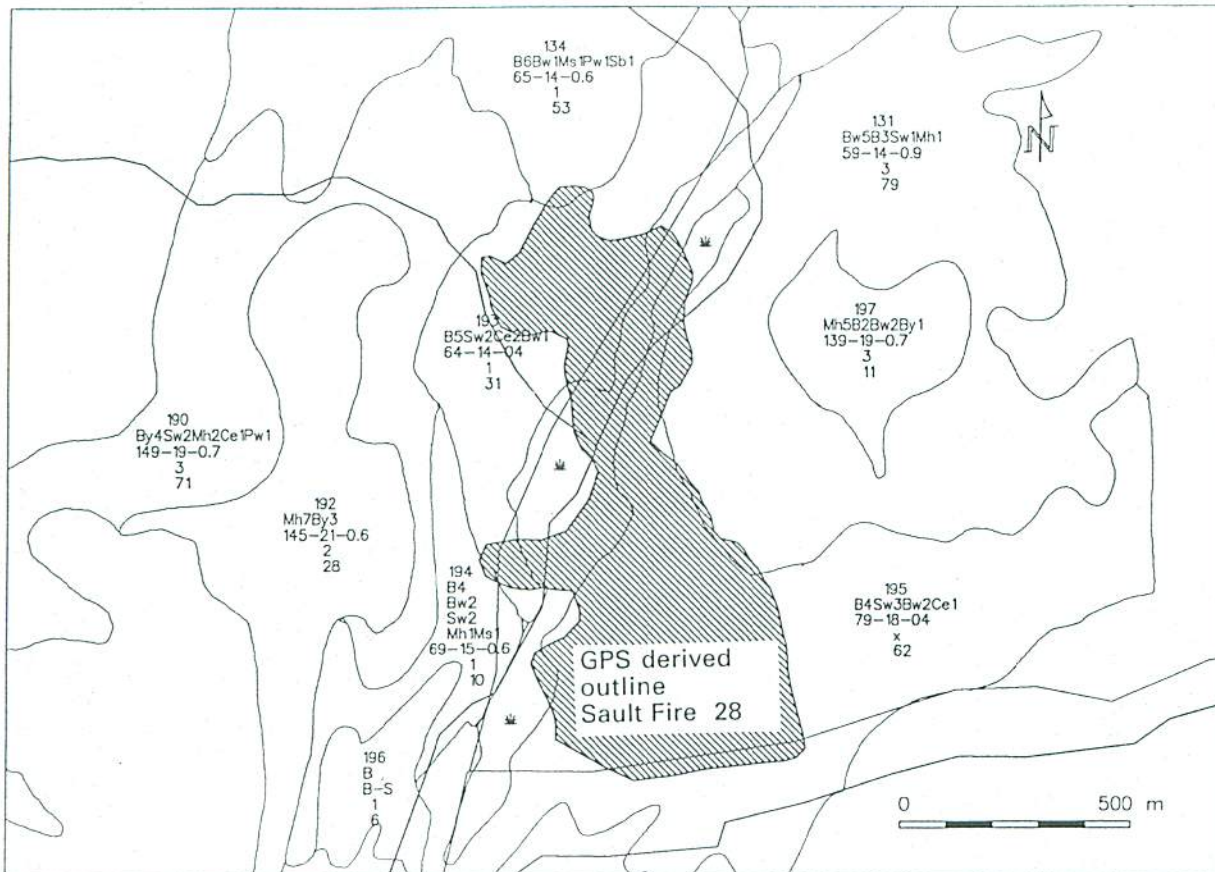 134
B6Bw1Ms1Pw1Sb1
65-14-0.6
1
53
131
Bw5B3Sw1Mh1
59-14-0.9
3
79
N
193
B5Sw2Ce2Bw1
64-14-04
1
31
197
Mh5B2Bw2By1
139-19-0.7
3
11
190
By4Sw2Mh2Ce1Pw1
149-19-0.7
3
71
192
Mh7By3
145-21-0.6
2
28
194
B4
Bw2
Sw2
Mh1Ms1
69-15-0.6
1
10
195
B4Sw3Bw2Ce1
79-18-04
x
62
GPS derived
outline
Sault Fire 28
196
B
B-S
1
6
0 500 m